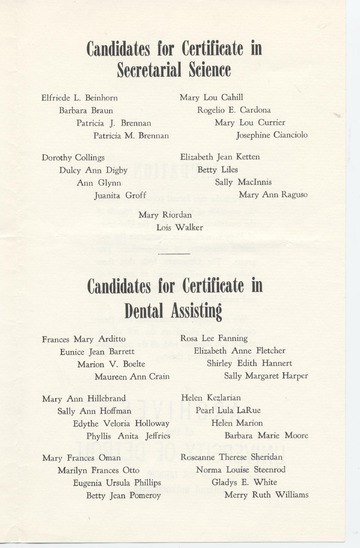 Candidates for Certificate in
Secretarial Science
Elfriede L. Beinhorn
Barbara Braun
Patricia J. Brennan
Patricia M. Brennan
Mary Lou Cahill
Rogelio E. Cardona
Mary Lou Currier
Josephine Cianciolo
Dorothy Collings
Dulcy Ann Digby
Ann Glynn
Juanita Groff
Elizabeth Jean Ketten
Betty Liles
Sally MacInnis
Mary Ann Raguso
Mary Riordan
Lois Walker
Candidates for Certificate in
Dental Assisting
Frances Mary Arditto
Eunice Jean Barrett
Marion V. Boelte
Maureen Ann Crain
Rosa Lee Fanning
Elizabeth Anne Fletcher
Shirley Edith Hannert
Sally Margaret Harper
Mary Ann Hillebrand
Sally Ann Hoffman
Edythe Veloria Holloway
Phyllis Anita Jeffries
Helen Kezlarian
Pearl Lula LaRue
Helen Marion
Barbara Marie Moore
Mary Frances Oman
Marilyn Frances Otto
Eugenia Ursula Phillips
Betty Jean Pomeroy
Roseanne Therese Sheridan
Norma Louise Steenrod
Gladys E. White
Merry Ruth Williams